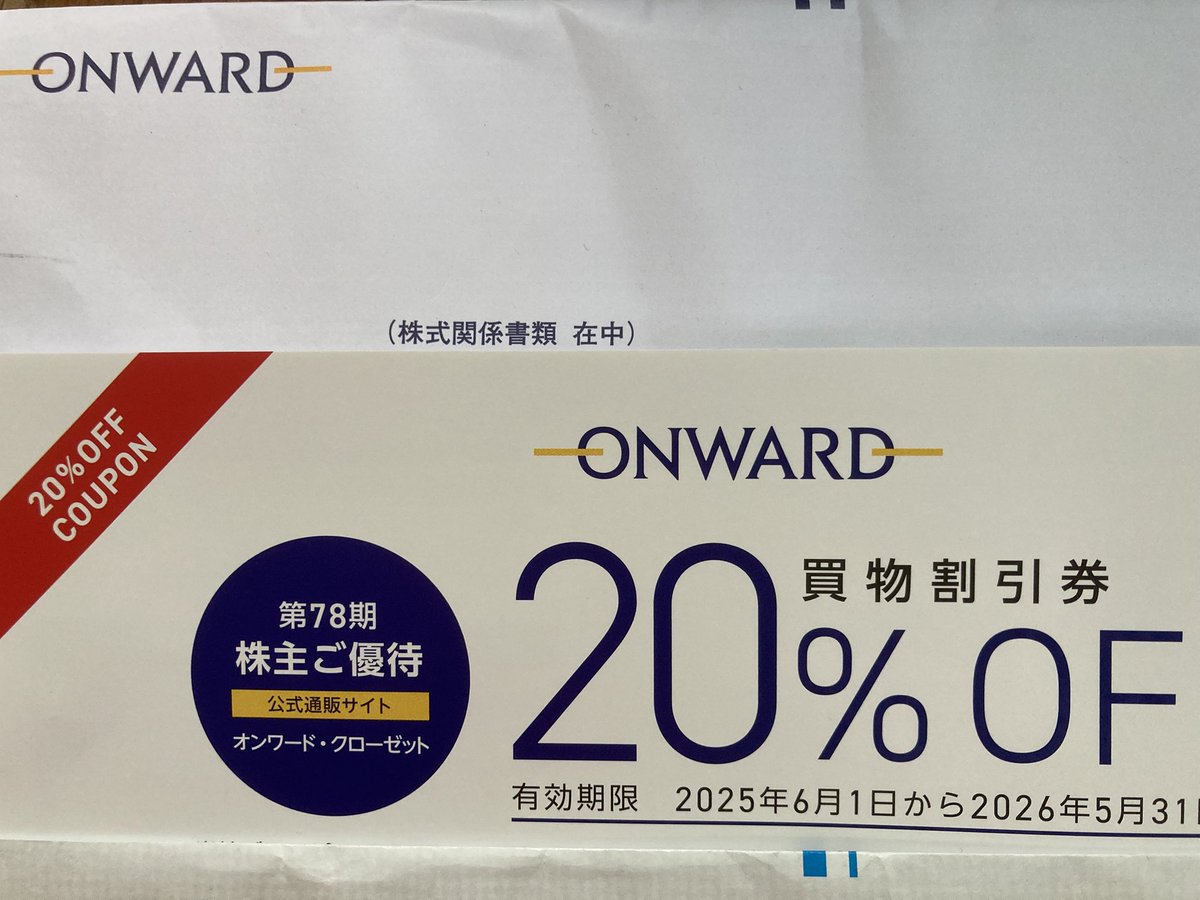 ONWARD
(株式関係書類 在中)
20%OFF
COUPON
ONWARD
買物割引券
20% OF
第78期
株主ご優待
公式通販サイト
オンワード・クローゼット
有効期限 2025年6月1日から2026年5月31日